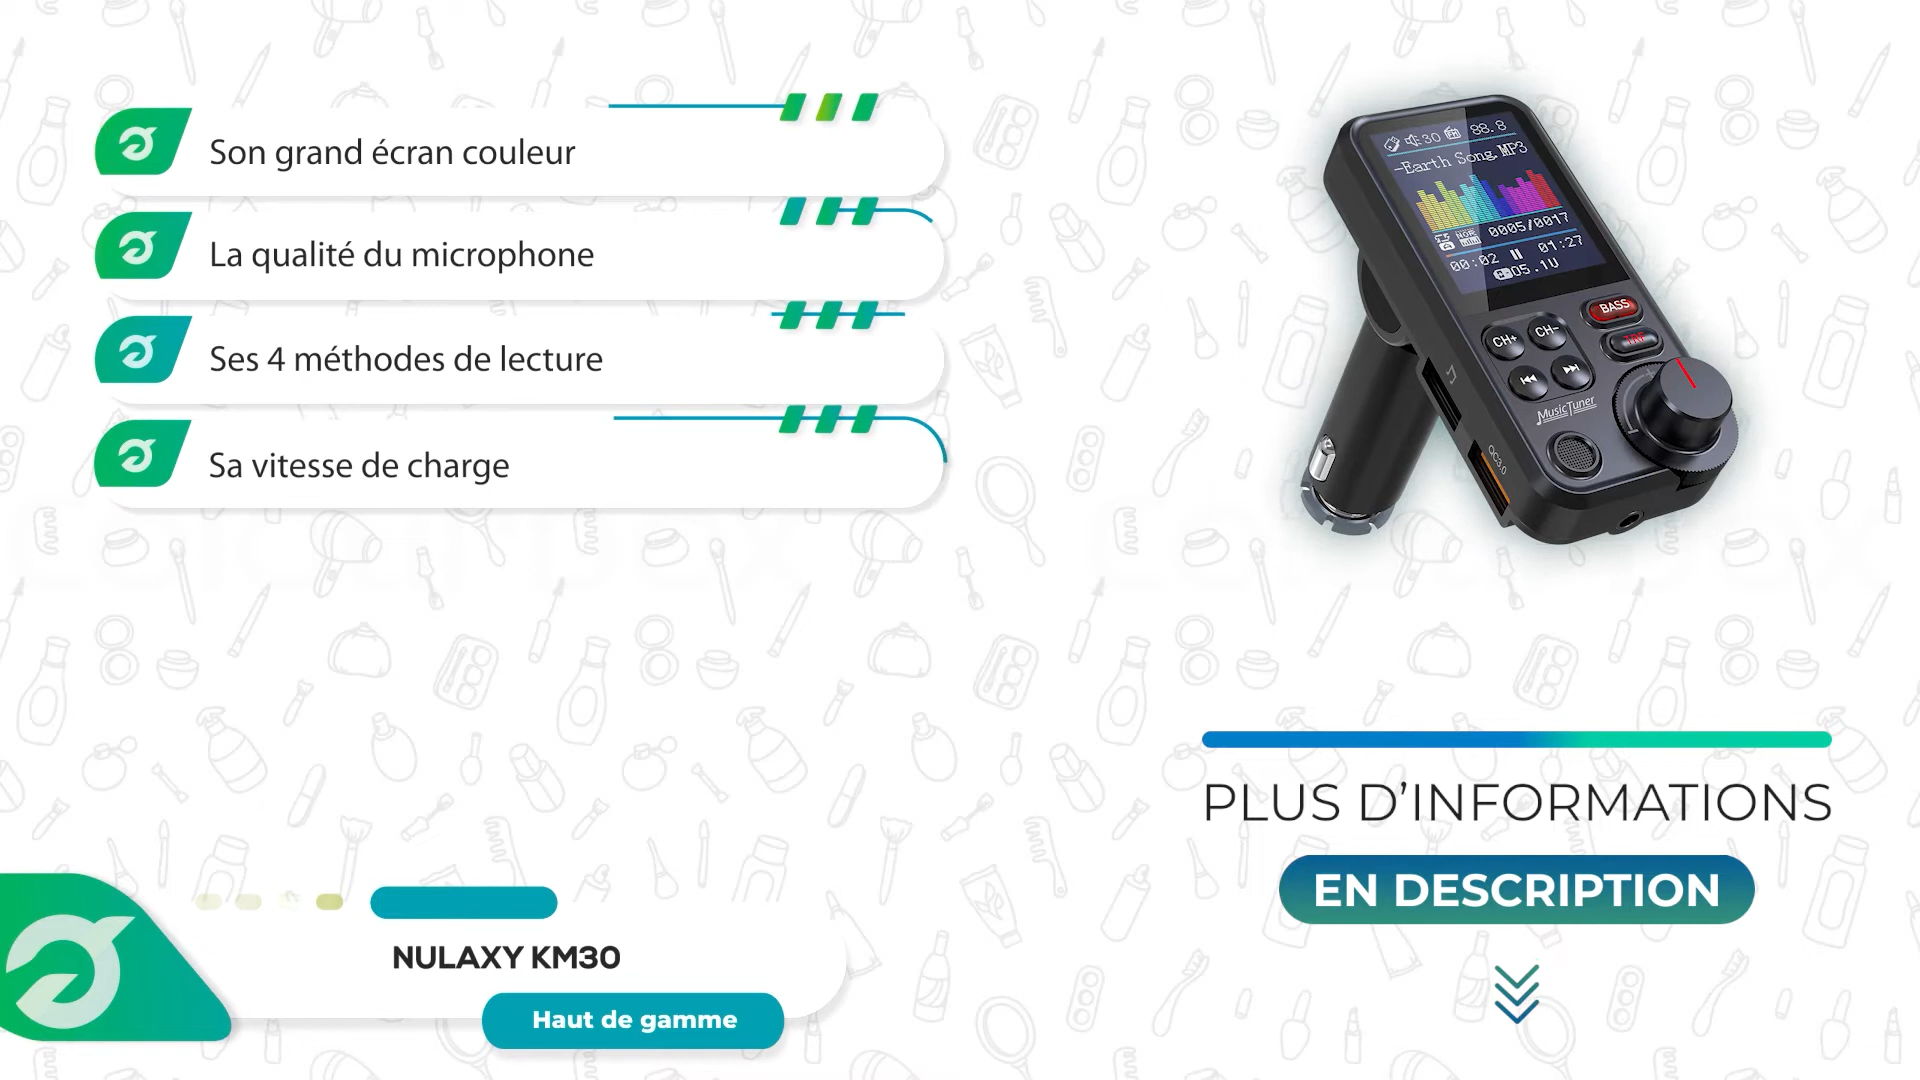 Son grand écran couleur
La qualité du microphone
Ses 4 méthodes de lecture
Sa vitesse de charge
30 88.8
-Earth Song.MP3
0005/0017
00:02 01:27
05.1V
BASS
CH+ CH-
MusicTuner
QC3.0
PLUS D’INFORMATIONS
EN DESCRIPTION
NULAXY KM30
Haut de gamme